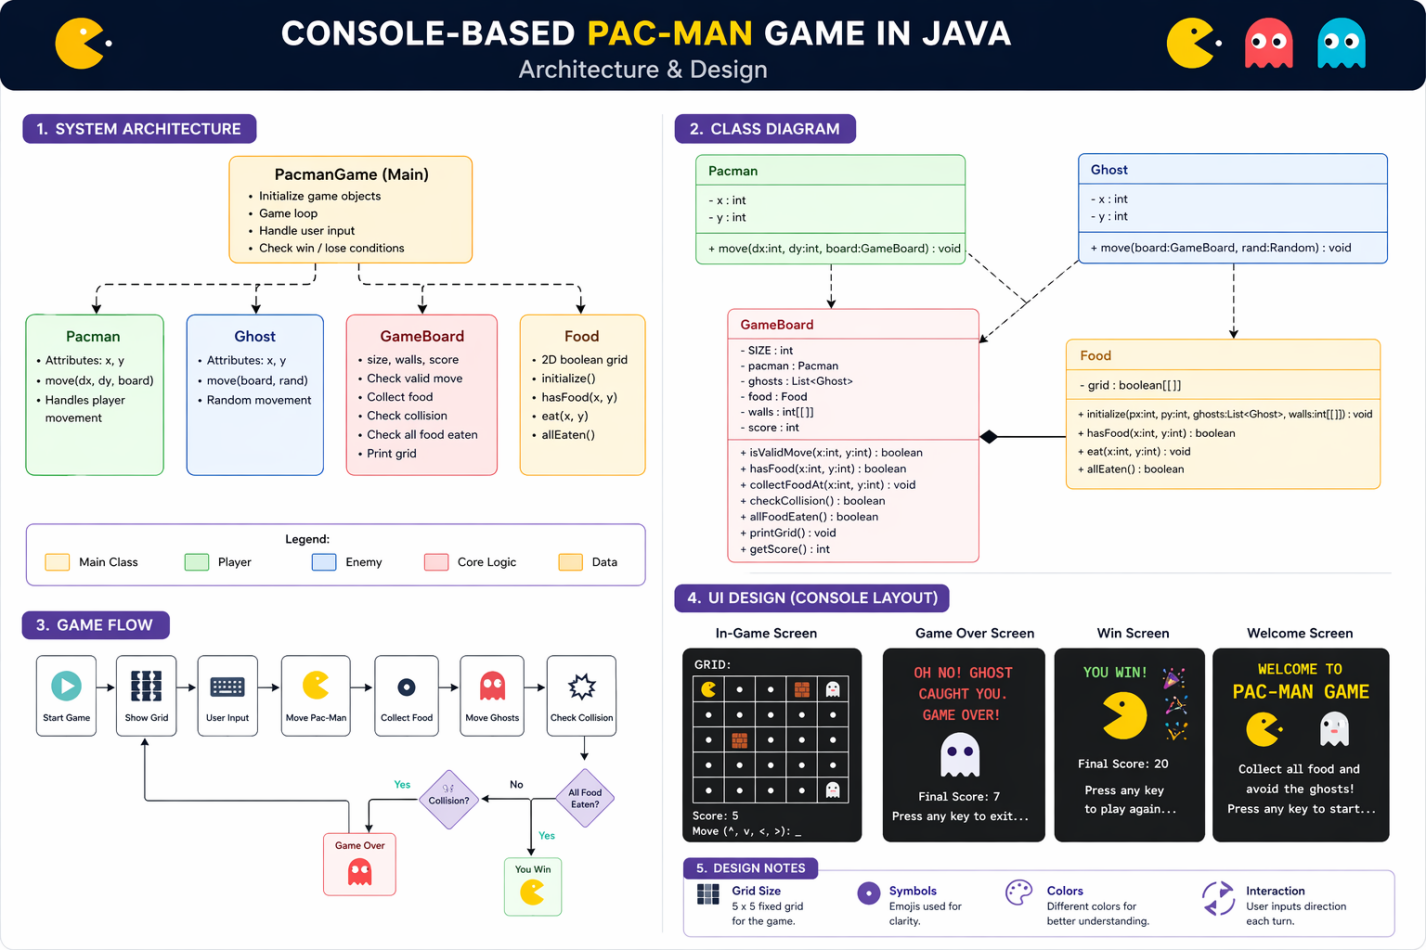 CONSOLE-BASED PAC-MAN GAME IN JAVA
Architecture & Design
1. SYSTEM ARCHITECTURE
PacmanGame (Main)
• Initialize game objects
• Game loop
• Handle user input
• Check win / lose conditions
Pacman
• Attributes: x, y
• move(dx, dy, board)
• Handles player
movement
Ghost
• Attributes: x, y
• move(board, rand)
• Random movement
GameBoard
• size, walls, score
• Check valid move
• Collect food
• Check collision
• Check all food eaten
• Print grid
Food
• 2D boolean grid
• initialize()
• hasFood(x, y)
• eat(x, y)
• allEaten()
Legend:
Main Class
Player
Enemy
Core Logic
Data
2. CLASS DIAGRAM
Pacman
- x : int
- y : int
+ move(dx:int, dy:int, board:GameBoard) : void
Ghost
- x : int
- y : int
+ move(board:GameBoard, rand:Random) : void
GameBoard
- SIZE : int
- pacman : Pacman
- ghosts : List<Ghost>
- food : Food
- walls : int[[]]
- score : int
+ isValidMove(x:int, y:int) : boolean
+ hasFood(x:int, y:int) : boolean
+ collectFoodAt(x:int, y:int) : void
+ checkCollision() : boolean
+ allFoodEaten() : boolean
+ printGrid() : void
+ getScore() : int
Food
- grid : boolean[[]]
+ initialize(px:int, py:int, ghosts:List<Ghost>, walls:int[[]]) : void
+ hasFood(x:int, y:int) : boolean
+ eat(x:int, y:int) : void
+ allEaten() : boolean
3. GAME FLOW
Start Game
Show Grid
User Input
Move Pac-Man
Collect Food
Move Ghosts
Check Collision
All Food
Eaten?
No
Yes
Collision?
Yes
Game Over
You Win
4. UI DESIGN (CONSOLE LAYOUT)
In-Game Screen
GRID:
Score: 5
Move (^, v, <, >): _
Game Over Screen
OH NO! GHOST
CAUGHT YOU.
GAME OVER!
Final Score: 7
Press any key to exit...
Win Screen
YOU WIN!
Final Score: 20
Press any key
to play again...
Welcome Screen
WELCOME TO
PAC-MAN GAME
Collect all food and
avoid the ghosts!
Press any key to start...
5. DESIGN NOTES
Grid Size
5 x 5 fixed grid
for the game.
Symbols
Emojis used for
clarity.
Colors
Different colors for
better understanding.
Interaction
User inputs direction
each turn.